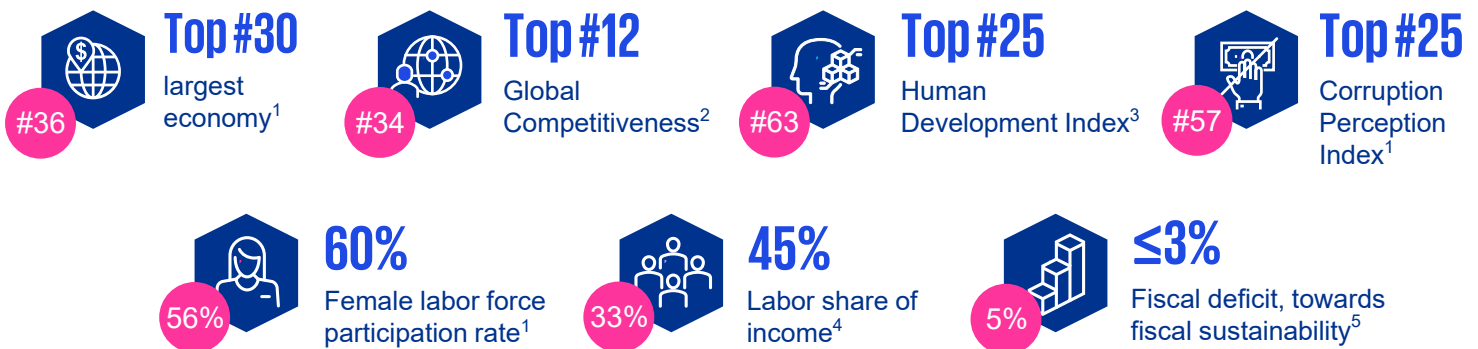 Top #30
largest
economy1
#36
Top #12
Global
Competitiveness2
#34
Top #25
Human
Development Index3
#63
Top #25
Corruption
Perception
Index1
#57
60%
Female labor force
participation rate1
56%
45%
Labor share of
income4
33%
≤3%
Fiscal deficit, towards
fiscal sustainability5
5%
$